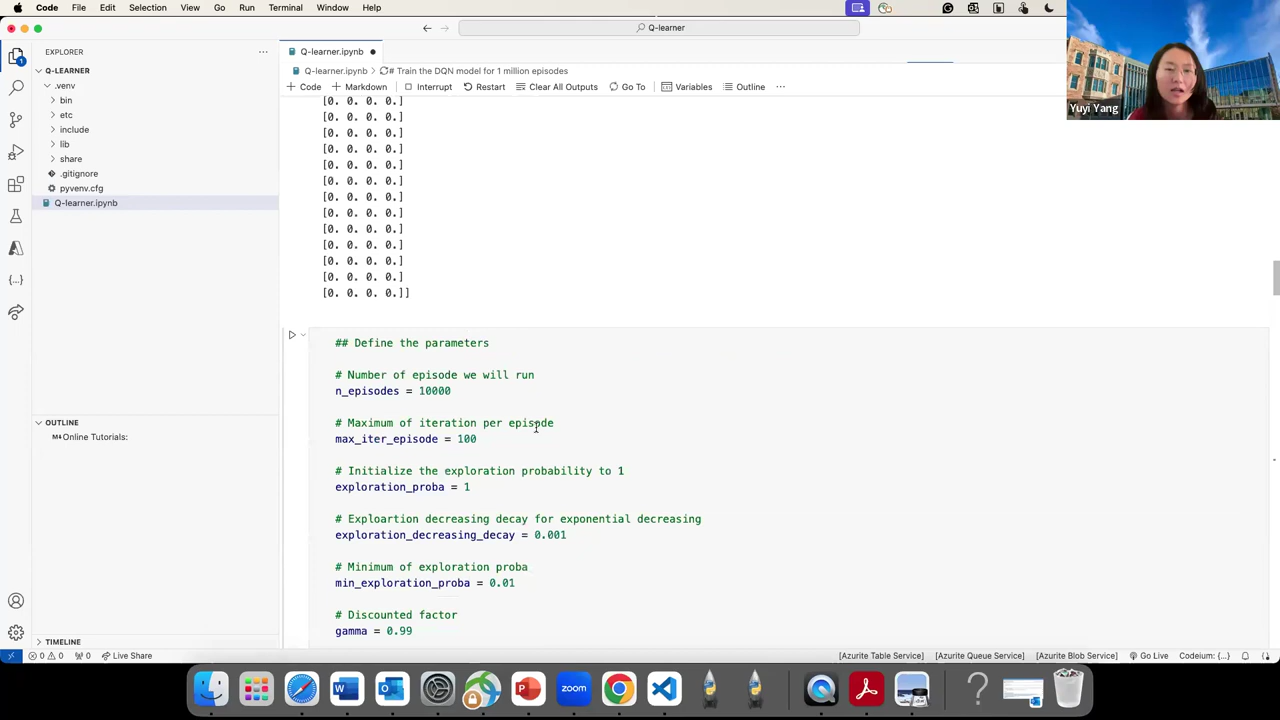 Code File Edit Selection View Go Run Terminal Window Help
Q-learner
EXPLORER
Q-LEARNER
.venv
bin
etc
include
lib
share
.gitignore
pyvenv.cfg
Q-learner.ipynb
OUTLINE
Online Tutorials:
TIMELINE
Q-learner.ipynb
Q-learner.ipynb > # Train the DQN model for 1 million episodes
+ Code + Markdown Interrupt Restart Clear All Outputs Go To Variables Outline ...
[0. 0. 0. 0.]
[0. 0. 0. 0.]
[0. 0. 0. 0.]
[0. 0. 0. 0.]
[0. 0. 0. 0.]
[0. 0. 0. 0.]
[0. 0. 0. 0.]
[0. 0. 0. 0.]
[0. 0. 0. 0.]
[0. 0. 0. 0.]
[0. 0. 0. 0.]
[0. 0. 0. 0.]
[0. 0. 0. 0.]]
## Define the parameters
# Number of episode we will run
n_episodes = 10000
# Maximum of iteration per episode
max_iter_episode = 100
# Initialize the exploration probability to 1
exploration_proba = 1
# Exploartion decreasing decay for exponential decreasing
exploration_decreasing_decay = 0.001
# Minimum of exploration proba
min_exploration_proba = 0.01
# Discounted factor
gamma = 0.99
Yuyi Yang
0 0 0 Live Share [Azurite Table Service] [Azurite Queue Service] [Azurite Blob Service] Go Live Codeium: {...}
zoom